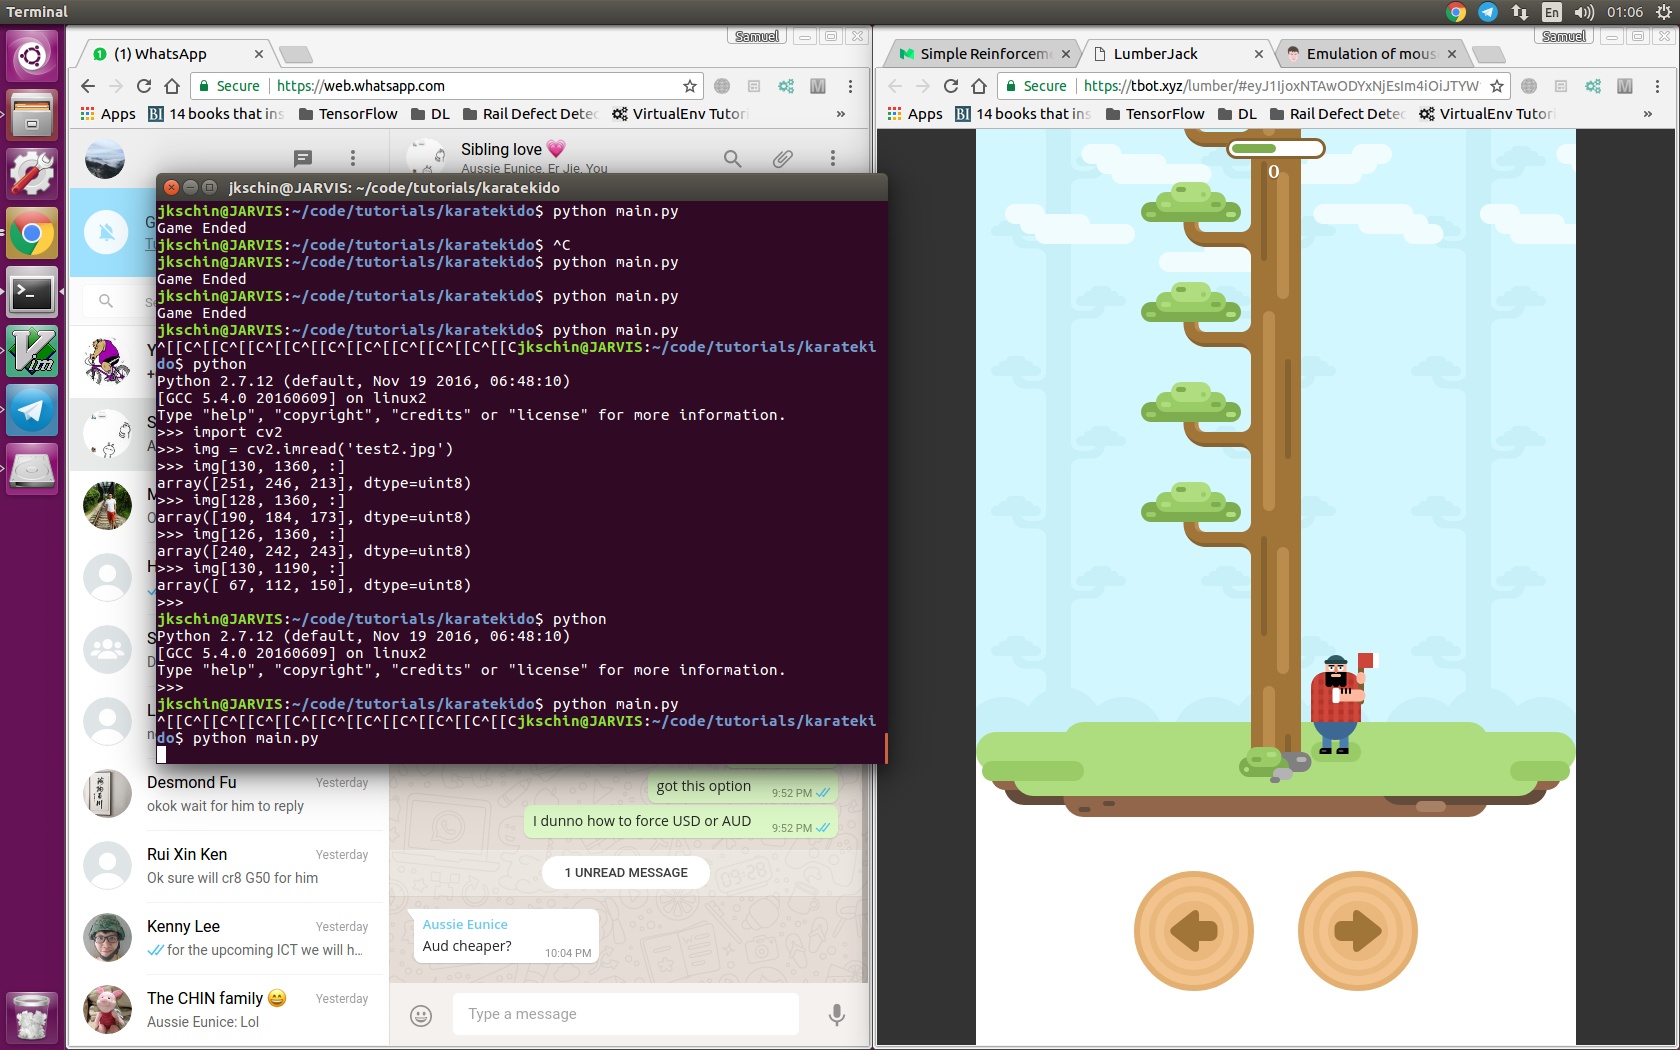 Terminal
En
01:06
(1) WhatsApp
Samuel
Secure
https://web.whatsapp.com
Apps
14 books that ins
TensorFlow
DL
Rail Defect Detec
VirtualEnv Tutori
»
Sibling love
Aussie Eunice, Er Jie, You
jkschin@JARVIS: ~/code/tutorials/karatekido
jkschin@JARVIS:~/code/tutorials/karatekido$ python main.py
Game Ended
jkschin@JARVIS:~/code/tutorials/karatekido$ ^C
jkschin@JARVIS:~/code/tutorials/karatekido$ python main.py
Game Ended
jkschin@JARVIS:~/code/tutorials/karatekido$ python main.py
Game Ended
jkschin@JARVIS:~/code/tutorials/karatekido$ python main.py
^[[C^[[C^[[C^[[C^[[C^[[C^[[C^[[C^[[C^[[Cjkschin@JARVIS:~/code/tutorials/karateki
do$ python
Python 2.7.12 (default, Nov 19 2016, 06:48:10)
[GCC 5.4.0 20160609] on linux2
Type "help", "copyright", "credits" or "license" for more information.
>>> import cv2
>>> img = cv2.imread('test2.jpg')
>>> img[130, 1360, :]
array([251, 246, 213], dtype=uint8)
>>> img[128, 1360, :]
array([190, 184, 173], dtype=uint8)
>>> img[126, 1360, :]
array([240, 242, 243], dtype=uint8)
>>> img[130, 1190, :]
array([ 67, 112, 150], dtype=uint8)
>>>
jkschin@JARVIS:~/code/tutorials/karatekido$ python
Python 2.7.12 (default, Nov 19 2016, 06:48:10)
[GCC 5.4.0 20160609] on linux2
Type "help", "copyright", "credits" or "license" for more information.
>>>
jkschin@JARVIS:~/code/tutorials/karatekido$ python main.py
^[[C^[[C^[[C^[[C^[[C^[[C^[[C^[[C^[[C^[[Cjkschin@JARVIS:~/code/tutorials/karateki
do$ python main.py
Desmond Fu
Yesterday
okok wait for him to reply
Rui Xin Ken
Yesterday
Ok sure will cr8 G50 for him
Kenny Lee
Yesterday
for the upcoming ICT we will h...
The CHIN family
Yesterday
Aussie Eunice: Lol
got this option
9:52 PM
I dunno how to force USD or AUD
9:52 PM
1 UNREAD MESSAGE
Aussie Eunice
Aud cheaper?
10:04 PM
Type a message
Simple Reinforcem
LumberJack
Emulation of mous
Samuel
Secure
https://tbot.xyz/lumber/#eyJ1IjoxNTAwODYxNjEsIm4iOiJTYW
Apps
14 books that ins
TensorFlow
DL
Rail Defect Detec
VirtualEnv Tutori
»
0